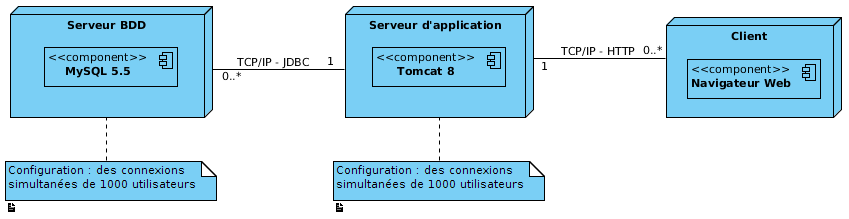 Serveur BDD
<<component>>
MySQL 5.5
TCP/IP - JDBC
0..*
1
Serveur d'application
<<component>>
Tomcat 8
TCP/IP - HTTP
1
0..*
Client
<<component>>
Navigateur Web
Configuration : des connexions
simultanées de 1000 utilisateurs
Configuration : des connexions
simultanées de 1000 utilisateurs